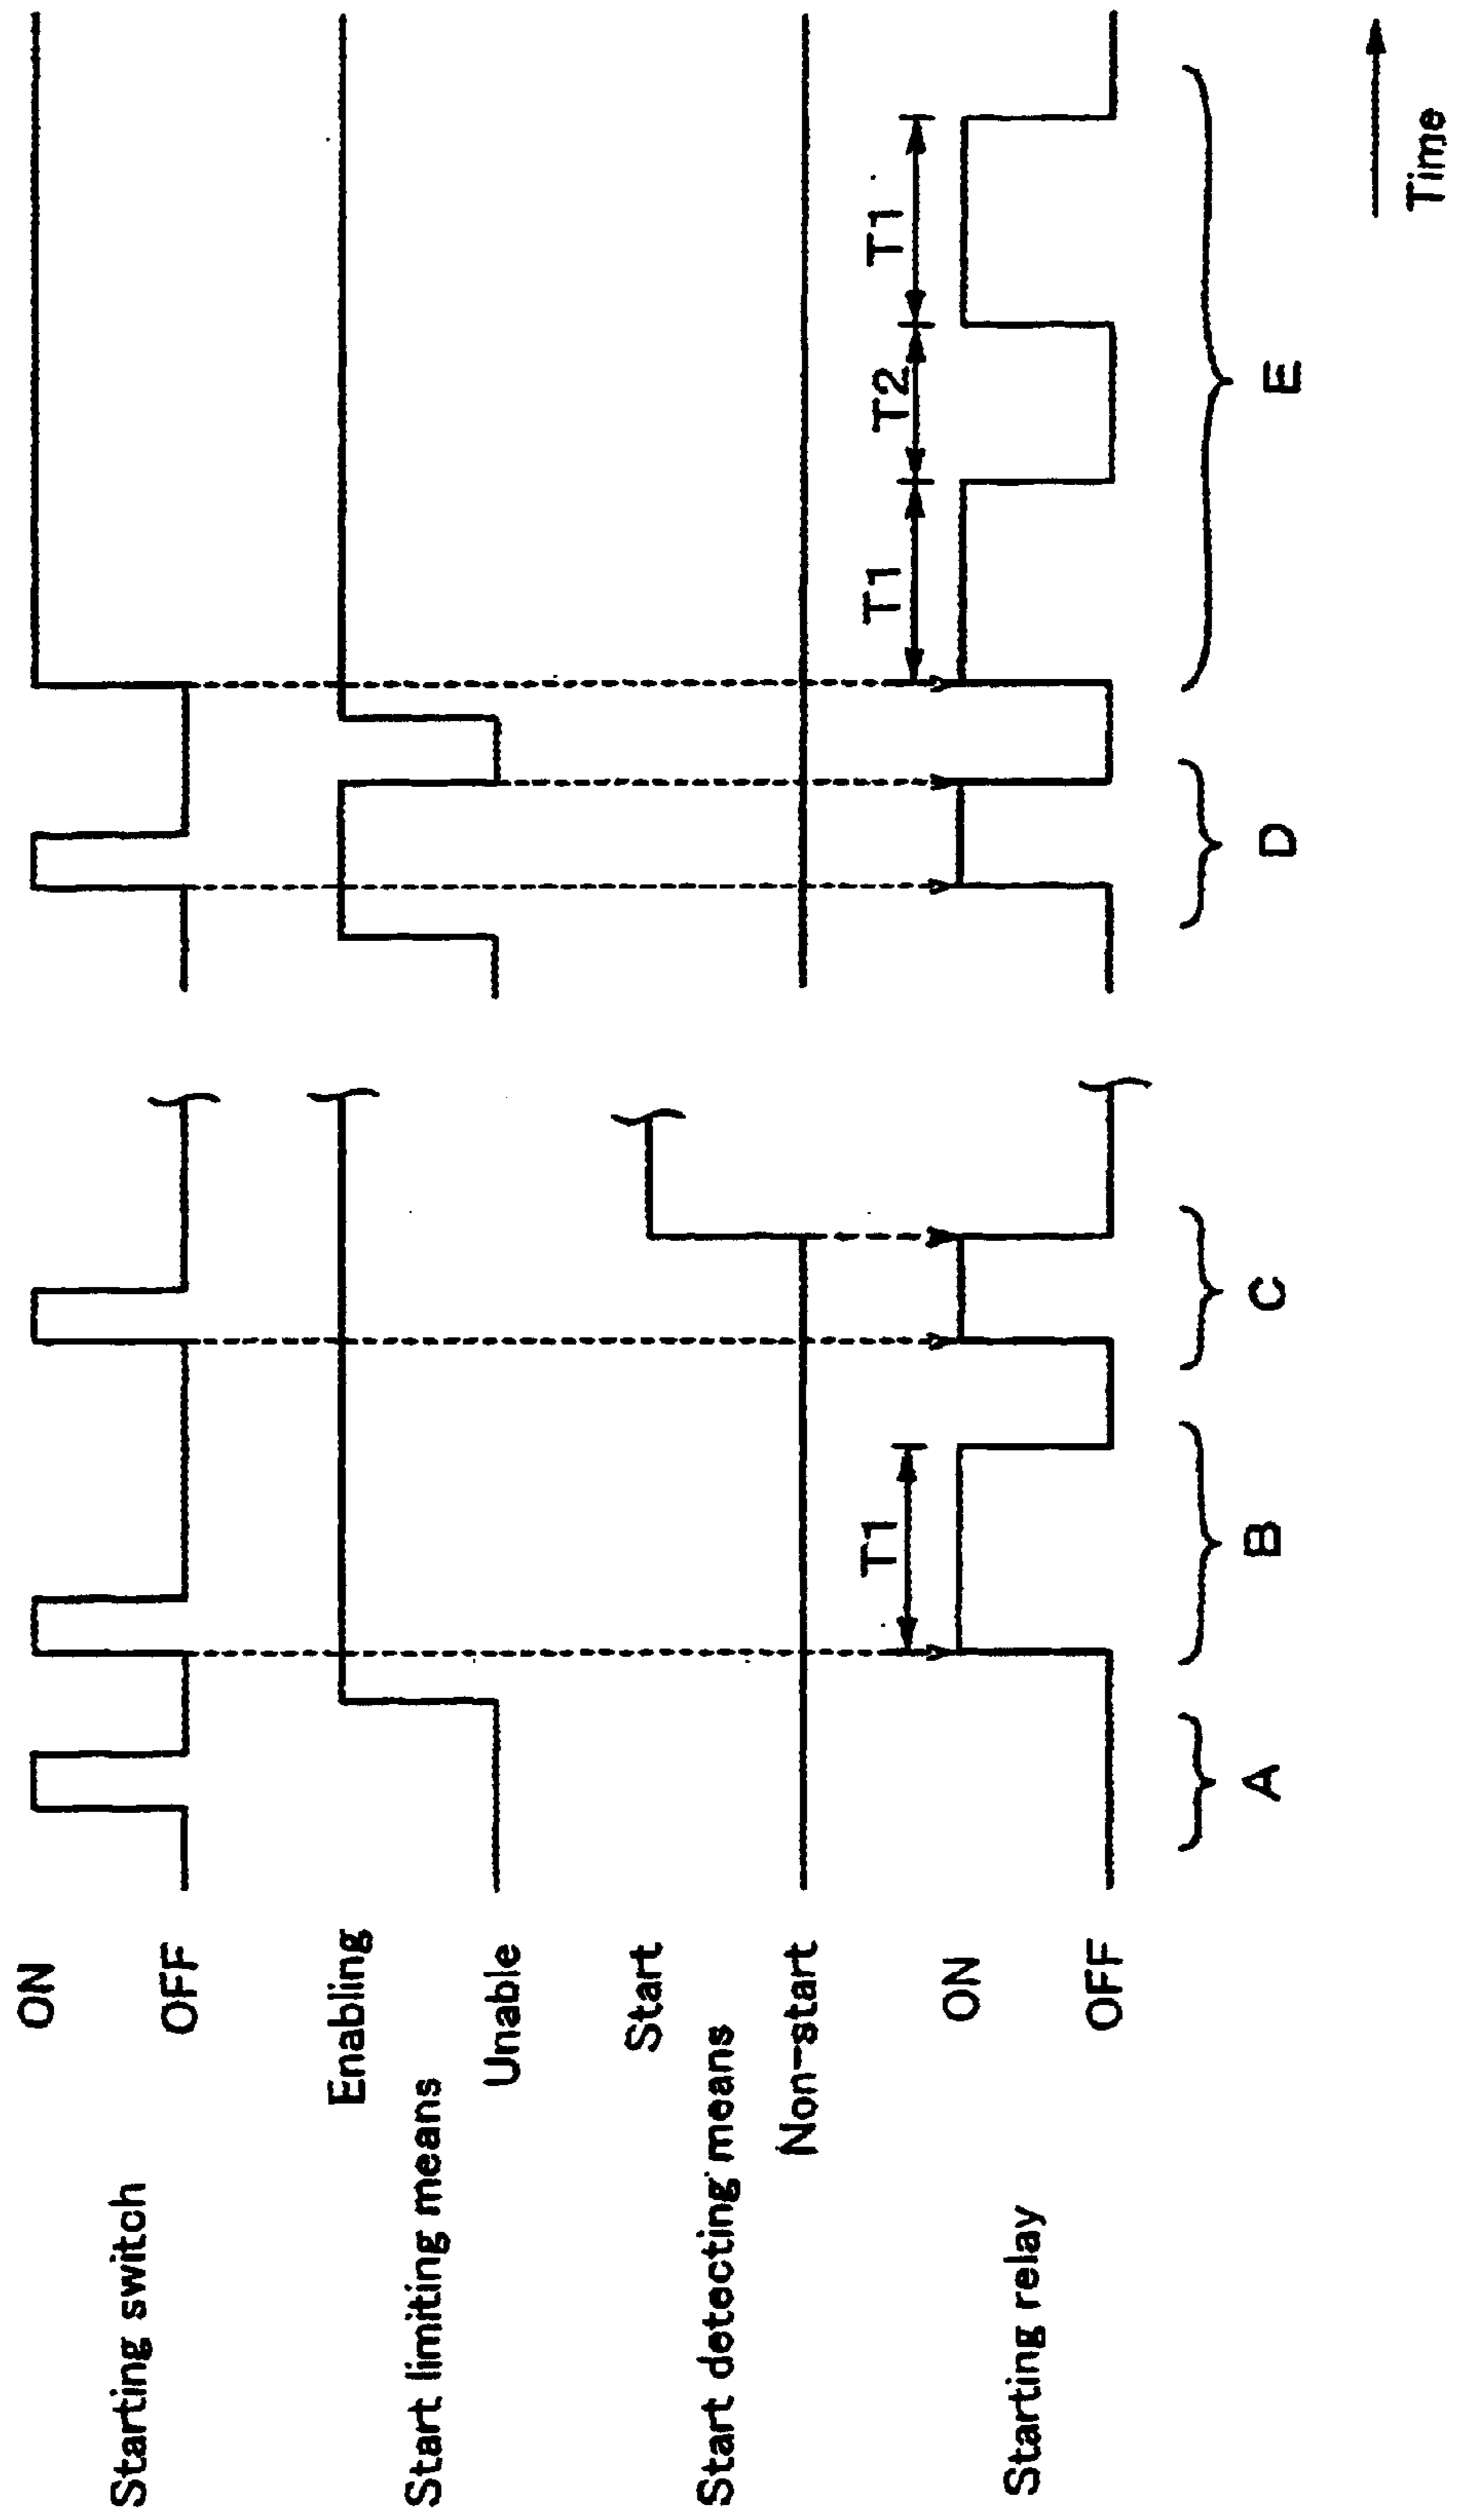 Starting switch
ON
OFF
Start limiting means
Enabling
Unable
Start detecting means
Start
Non-start
Starting relay
ON
OFF
T1
T1
T2
T1
A
B
C
D
E
Time